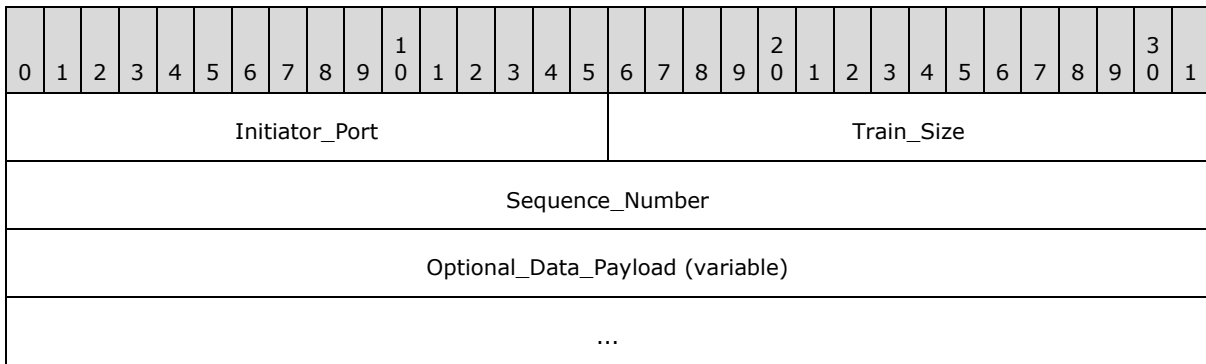 0 1 2 3 4 5 6 7 8 9 1 0 1 2 3 4 5 6 7 8 9 2 0 1 2 3 4 5 6 7 8 9 3 0 1
Initiator_Port Train_Size
Sequence_Number
Optional_Data_Payload (variable)
...